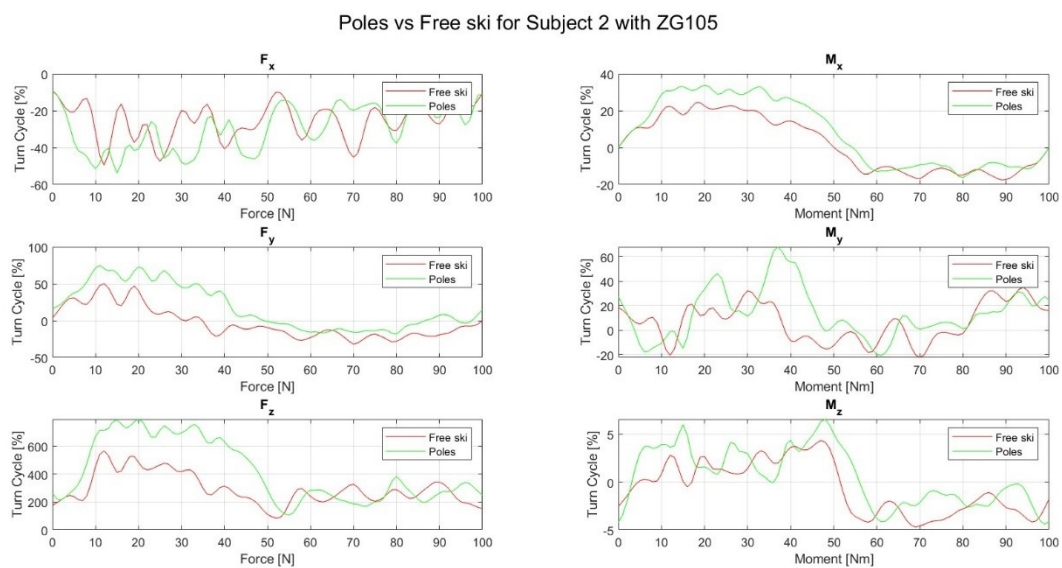 Poles vs Free ski for Subject 2 with ZG105
F_x
Turn Cycle [%]
0
-20
-40
-60
Free ski
Poles
0 10 20 30 40 50 60 70 80 90 100
Force [N]
M_x
Turn Cycle [%]
40
20
0
-20
Free ski
Poles
0 10 20 30 40 50 60 70 80 90 100
Moment [Nm]
F_y
Turn Cycle [%]
100
50
0
-50
Free ski
Poles
0 10 20 30 40 50 60 70 80 90 100
Force [N]
M_y
Turn Cycle [%]
60
40
20
0
-20
Free ski
Poles
0 10 20 30 40 50 60 70 80 90 100
Moment [Nm]
F_z
Turn Cycle [%]
600
400
200
0
Free ski
Poles
0 10 20 30 40 50 60 70 80 90 100
Force [N]
M_z
Turn Cycle [%]
5
0
-5
Free ski
Poles
0 10 20 30 40 50 60 70 80 90 100
Moment [Nm]